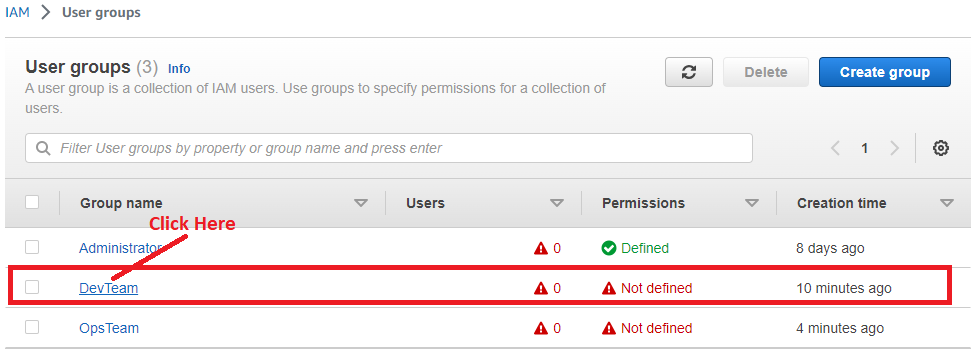 IAM > User groups
User groups (3) Info
Delete
Create group
A user group is a collection of IAM users. Use groups to specify permissions for a collection of
users.
Filter User groups by property or group name and press enter
1
Group name Users Permissions Creation time
Click Here
Administrator 0 Defined 8 days ago
DevTeam 0 Not defined 10 minutes ago
OpsTeam 0 Not defined 4 minutes ago